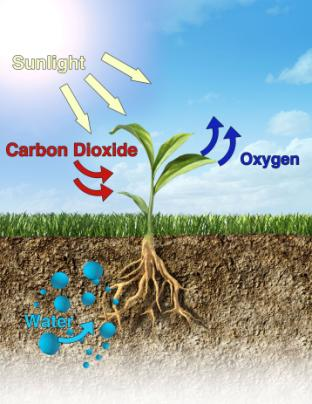 Sunlight
Carbon Dioxide
Oxygen
Water